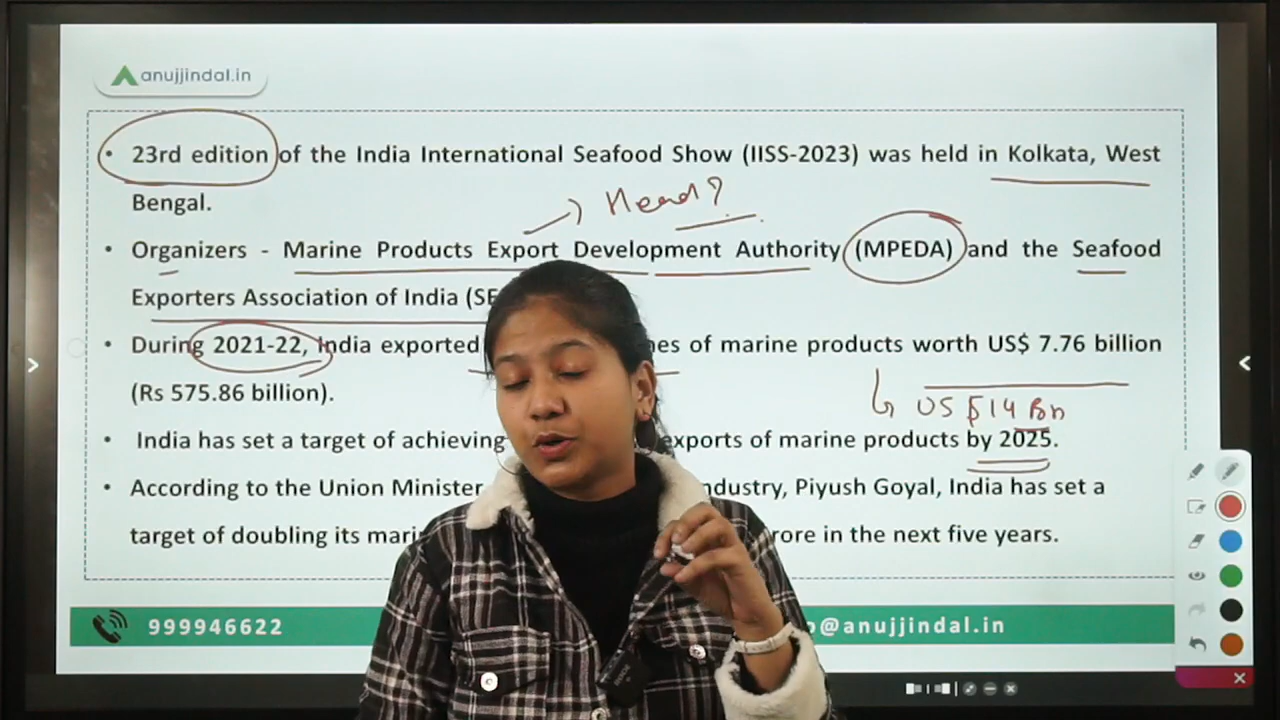 anujjindal.in
• 23rd edition of the India International Seafood Show (IISS-2023) was held in Kolkata, West
Bengal.
Head?
• Organizers - Marine Products Export Development Authority (MPEDA) and the Seafood
Exporters Association of India (SE
• During 2021-22, India exported nes of marine products worth US$ 7.76 billion
(Rs 575.86 billion).
US $14 Bn
• India has set a target of achieving exports of marine products by 2025.
• According to the Union Minister ndustry, Piyush Goyal, India has set a
target of doubling its mari rore in the next five years.
999946622 @anujjindal.in